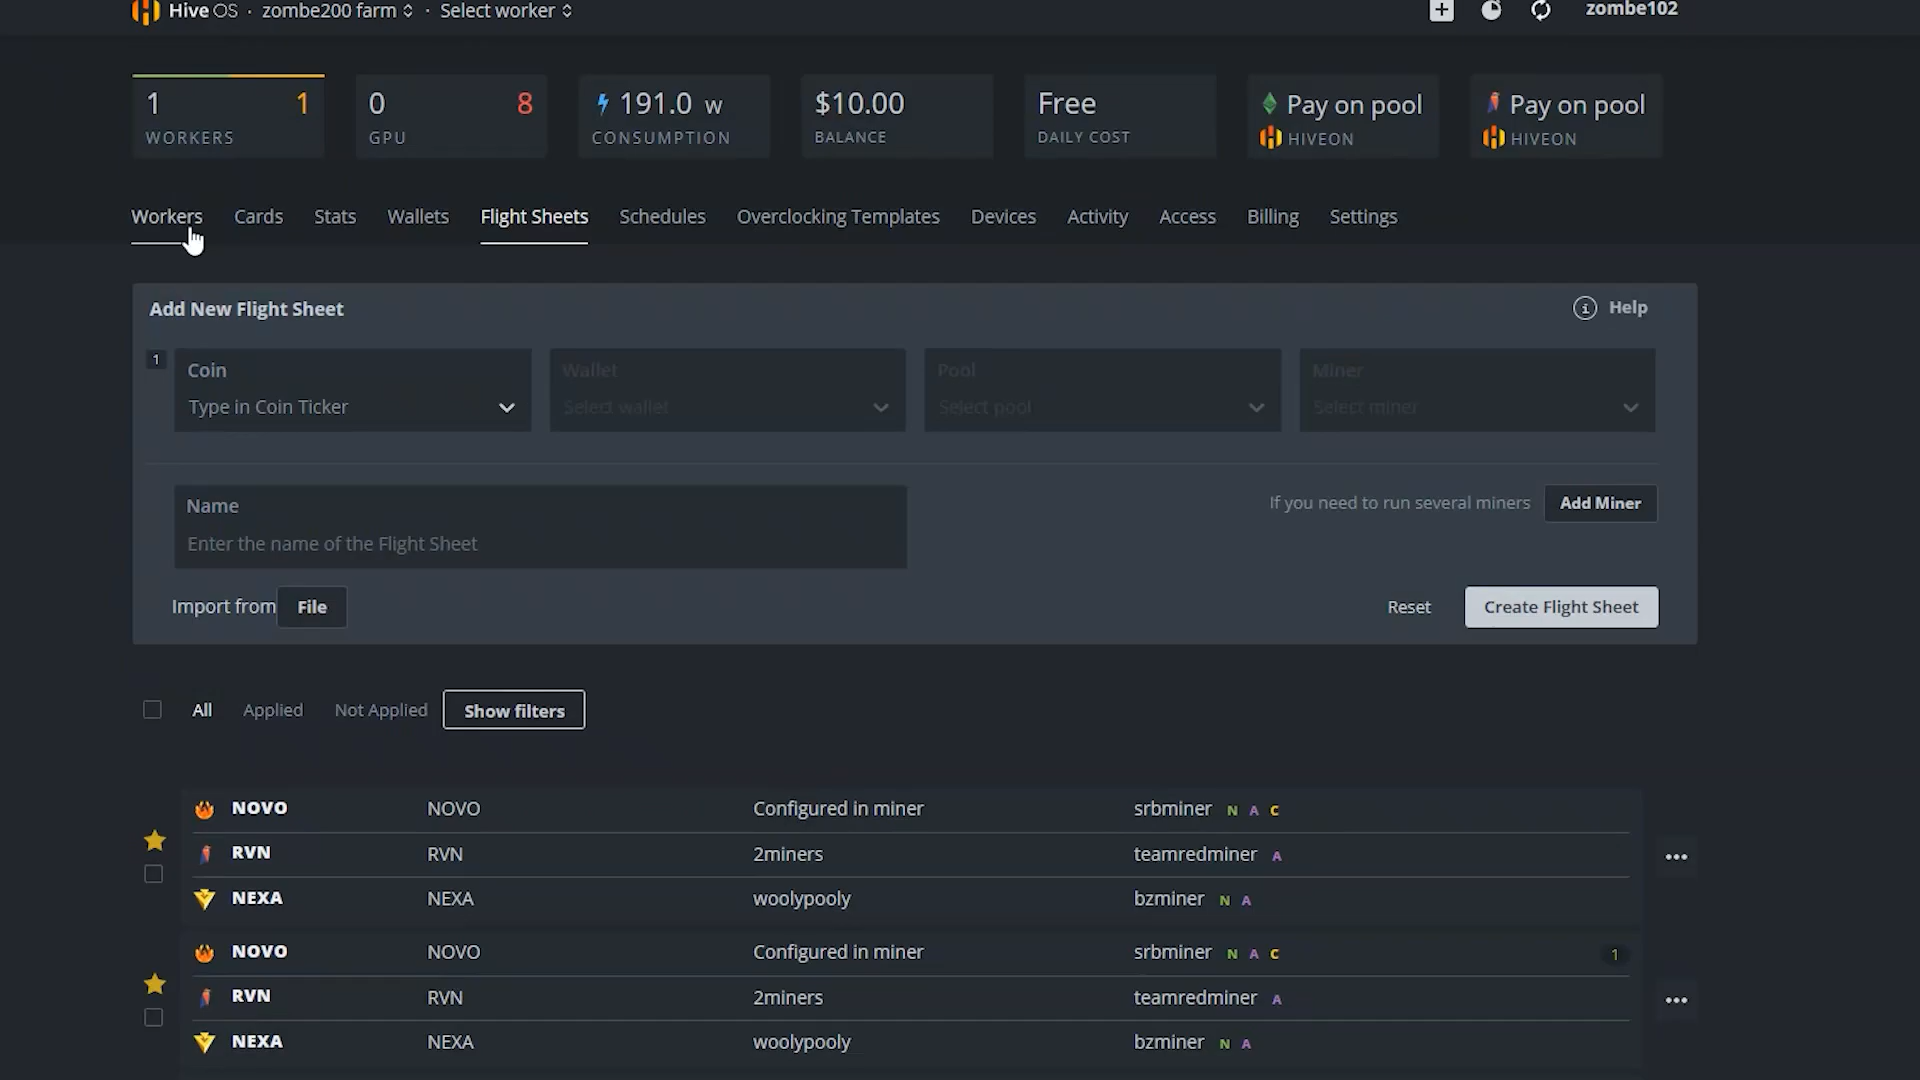 Hive OS · zombe200 farm · Select worker
zombe102
1 1
WORKERS
0 8
GPU
191.0 w
CONSUMPTION
$10.00
BALANCE
Free
DAILY COST
Pay on pool
HIVEON
Pay on pool
HIVEON
Workers Cards Stats Wallets Flight Sheets Schedules Overclocking Templates Devices Activity Access Billing Settings
Add New Flight Sheet
Help
1
Coin
Type in Coin Ticker
Wallet
Select wallet
Pool
Select pool
Miner
Select miner
Name
Enter the name of the Flight Sheet
If you need to run several miners Add Miner
Import from File
Reset Create Flight Sheet
All Applied Not Applied Show filters
NOVO NOVO Configured in miner srbminer N A C
RVN RVN 2miners teamredminer A
NEXA NEXA woolypooly bzminer N A
NOVO NOVO Configured in miner srbminer N A C 1
RVN RVN 2miners teamredminer A
NEXA NEXA woolypooly bzminer N A